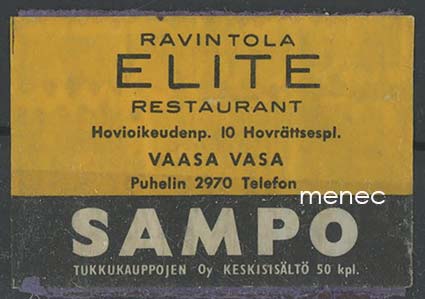 RAVINTOLA
ELITE
RESTAURANT
Hovioikeudenp. 10 Hovrättsespl.
VAASA VASA
Puhelin 2970 Telefon
menec
SAMPO
TUKKUKAUPPOJEN Oy KESKISISÄLTÖ 50 kpl.